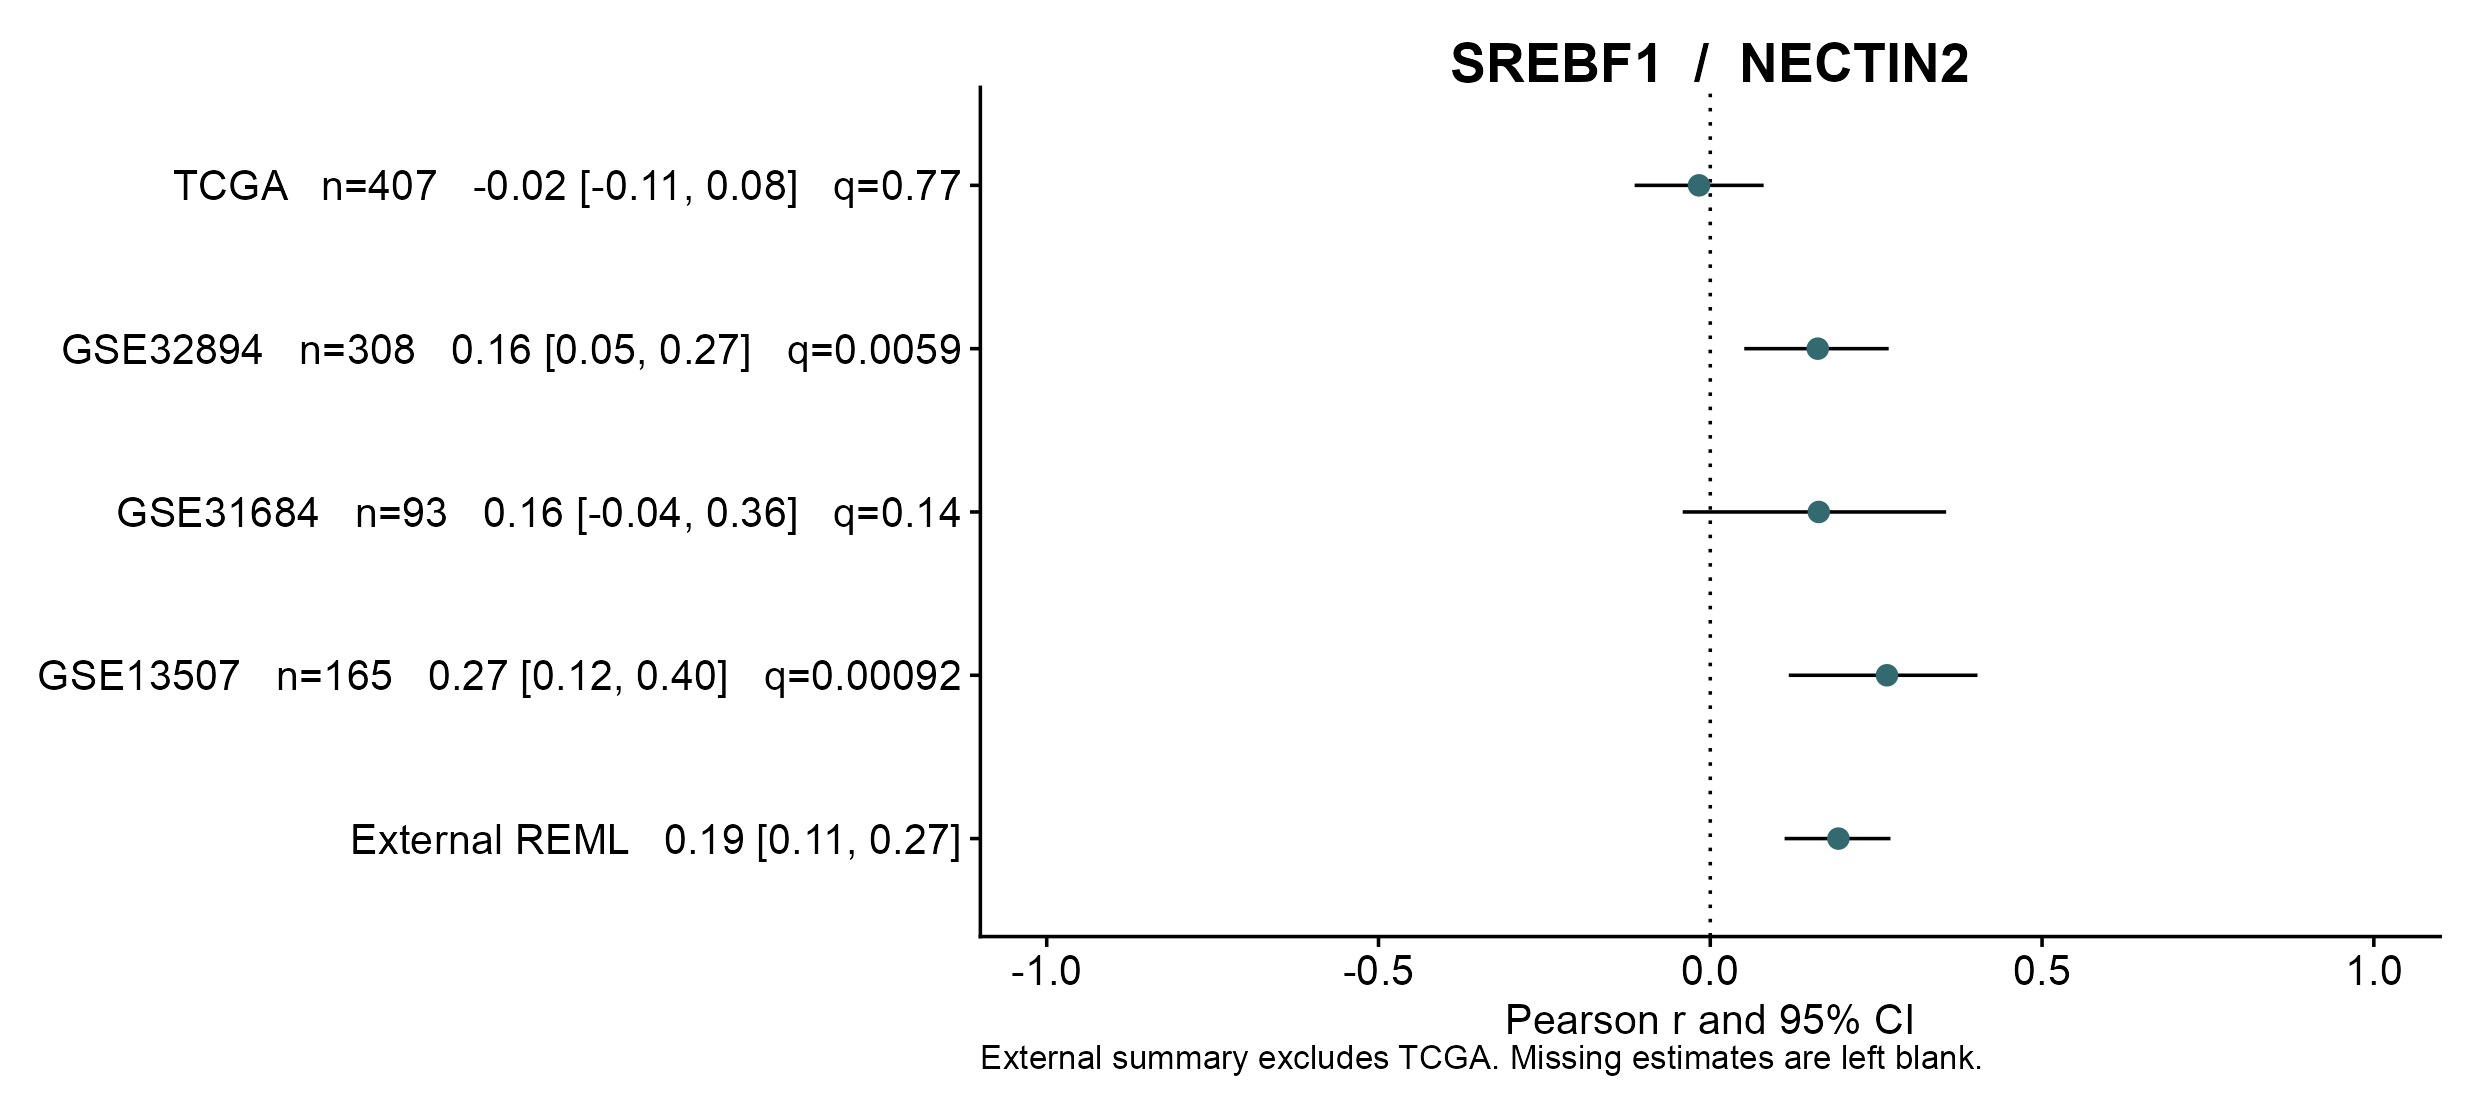 SREBF1 / NECTIN2
TCGA n=407 -0.02 [-0.11, 0.08] q=0.77
GSE32894 n=308 0.16 [0.05, 0.27] q=0.0059
GSE31684 n=93 0.16 [-0.04, 0.36] q=0.14
GSE13507 n=165 0.27 [0.12, 0.40] q=0.00092
External REML 0.19 [0.11, 0.27]
-1.0 -0.5 0.0 0.5 1.0
Pearson r and 95% CI
External summary excludes TCGA. Missing estimates are left blank.